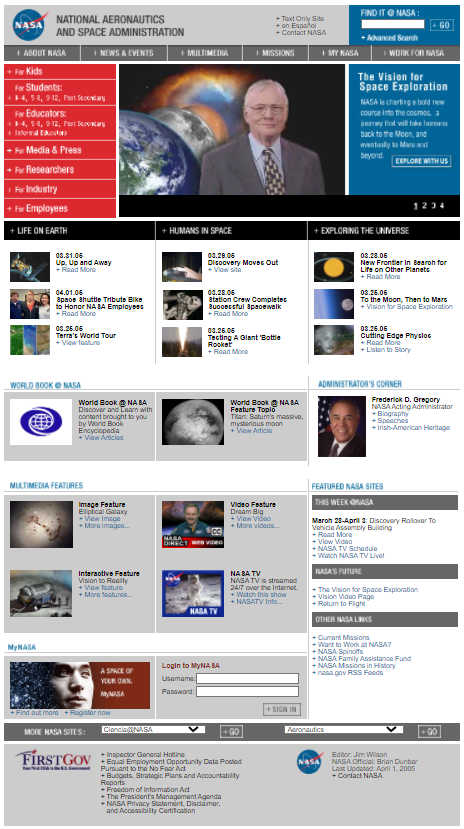 NASA
NATIONAL AERONAUTICS
AND SPACE ADMINISTRATION
+ Text Only Site
+ en Español
+ Contact NASA
FIND IT @ NASA :
+ GO
+ Advanced Search
+ ABOUT NASA
+ NEWS & EVENTS
+ MULTIMEDIA
+ MISSIONS
+ MY NASA
+ WORK FOR NASA
+ For Kids
For Students:
+ K-4, 5-8, 9-12, Post Secondary
For Educators:
+ K-4, 5-8, 9-12, Post Secondary
+ Informal Educators
+ For Media & Press
+ For Researchers
+ For Industry
+ For Employees
The Vision for
Space Exploration
NASA is charting a bold new
course into the cosmos, a
journey that will take humans
back to the Moon, and
eventually to Mars and
beyond.
EXPLORE WITH US
1 2 3 4
+ LIFE ON EARTH
03.31.05
Up, Up and Away
+ Read More
04.01.05
Space Shuttle Tribute Bike
to Honor NASA Employees
+ Read More
03.25.05
Terra's World Tour
+ View feature
+ HUMANS IN SPACE
03.29.05
Discovery Moves Out
+ View site
03.28.05
Station Crew Completes
Successful Spacewalk
+ Read More
03.25.05
Testing A Giant 'Bottle
Rocket'
+ Read More
+ EXPLORING THE UNIVERSE
03.28.05
New Frontier in Search for
Life on Other Planets
+ Read More
03.25.05
To the Moon, Then to Mars
+ Vision for Space Exploration
03.25.05
Cutting Edge Physics
+ Read More
+ Listen to Story
WORLD BOOK @ NASA
World Book @ NASA
Discover and Learn with
content brought to you
by World Book
Encyclopedia
+ View Articles
World Book @ NASA
Feature Topic
Titan: Saturn's massive,
mysterious moon
+ View Article
ADMINISTRATOR'S CORNER
Frederick D. Gregory
NASA Acting Administrator
+ Biography
+ Speeches
+ Irish-American Heritage
MULTIMEDIA FEATURES
Image Feature
Elliptical Galaxy
+ View Image
+ More images...
CC
NASA DIRECT WEB VIDEO
Video Feature
Dream Big
+ View Video
+ More videos...
Interactive Feature
Vision to Reality
+ View feature
+ More features...
NASA TV
NASA TV
NASA TV is streamed
24/7 over the Internet.
+ Watch this show
+ NASATV Info...
FEATURED NASA SITES
THIS WEEK @NASA
March 28-April 3: Discovery Rollover To
Vehicle Assembly Building
+ Read More
+ View Video
+ NASA TV Schedule
+ Watch NASA TV Live!
NASA'S FUTURE
+ The Vision for Space Exploration
+ Vision Video Page
+ Return to Flight
OTHER NASA LINKS
+ Current Missions
+ Want to Work at NASA?
+ NASA Spinoffs
+ NASA Family Assistance Fund
+ NASA Missions in History
+ nasa.gov RSS Feeds
MyNASA
A SPACE OF
YOUR OWN.
MyNASA
+ Find out more + Register now
Login to MyNASA
Username:
Password:
+ SIGN IN
MORE NASA SITES :
Ciencia@NASA
+ GO
Aeronautics
+ GO
FIRSTGOV
Your First Click to the U.S. Government
+ Inspector General Hotline
+ Equal Employment Opportunity Data Posted
Pursuant to the No Fear Act
+ Budgets, Strategic Plans and Accountability
Reports
+ Freedom of Information Act
+ The President's Management Agenda
+ NASA Privacy Statement, Disclaimer,
and Accessibility Certification
NASA
Editor: Jim Wilson
NASA Official: Brian Dunbar
Last Updated: April 1, 2005
+ Contact NASA